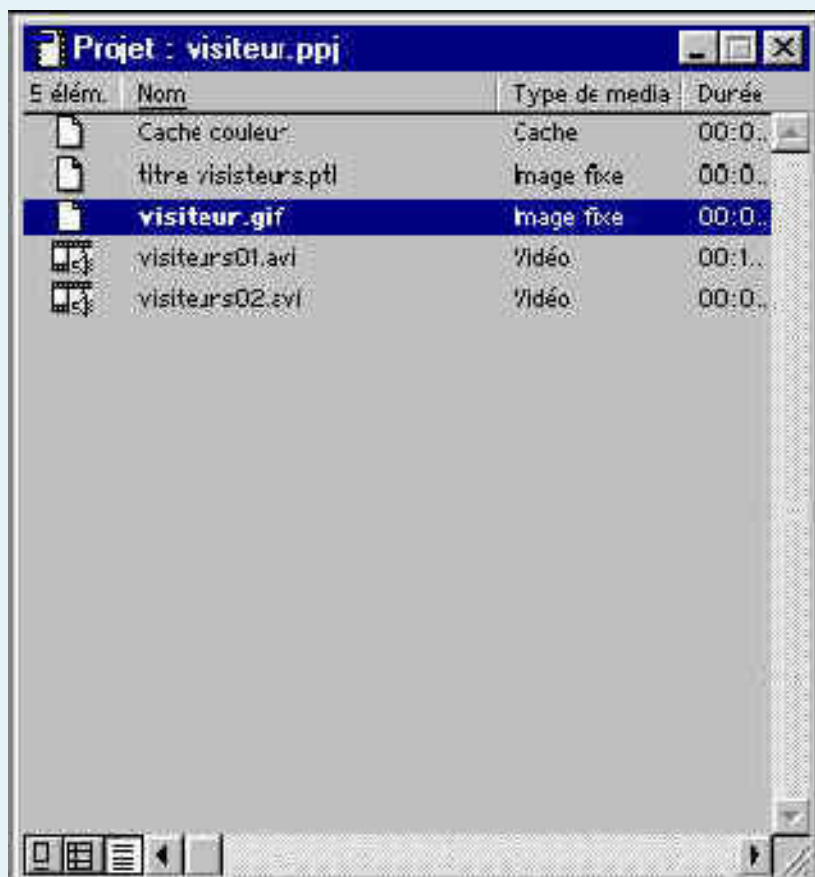 Projet : visiteur.ppj
5 élém. Nom Type de media Durée
Cache couleur Cache 00:0..
titre visisteurs.ptl Image fixe 00:0..
visiteur.gif Image fixe 00:0..
visiteurs01.avi Vidéo 00:1..
visiteurs02.avi Vidéo 00:0..